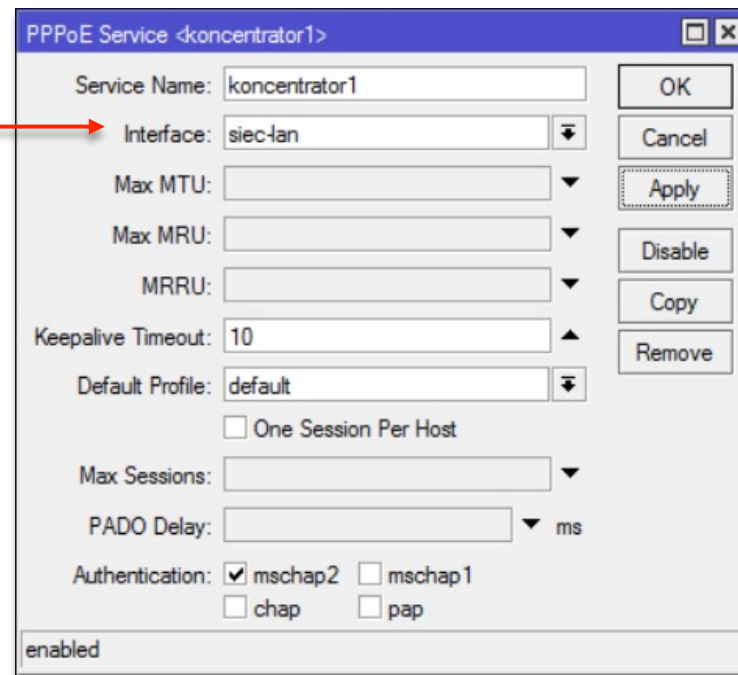 PPPoE Service <koncentrator1>
Service Name: koncentrator1
OK
Interface: siec-lan
Cancel
Max MTU:
Apply
Max MRU:
Disable
MRRU:
Copy
Keepalive Timeout: 10
Remove
Default Profile: default
One Session Per Host
Max Sessions:
PADO Delay: ms
Authentication: mschap2 mschap1
chap pap
enabled